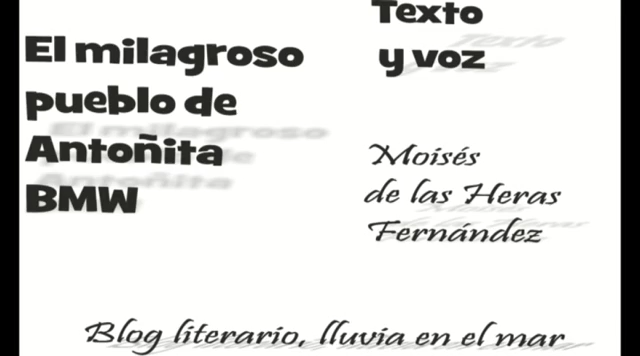 El milagroso
pueblo de
Antoñita
BMW
Texto
y voz
Moisés
de las Heras
Fernández
Blog literario, lluvia en el mar